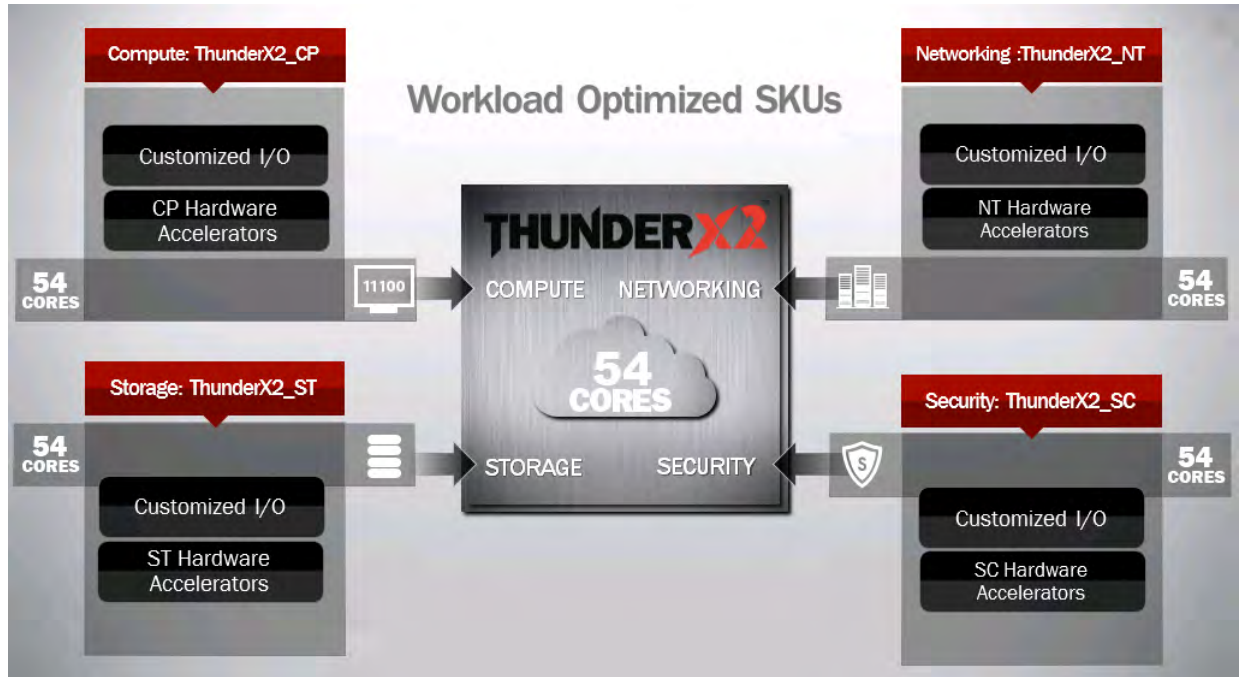 Compute: ThunderX2_CP
Customized I/O
CP Hardware
Accelerators
54
CORES
11100
Workload Optimized SKUs
Networking :ThunderX2_NT
Customized I/O
NT Hardware
Accelerators
54
CORES
THUNDERX2
COMPUTE NETWORKING
54
CORES
STORAGE SECURITY
Storage: ThunderX2_ST
54
CORES
Customized I/O
ST Hardware
Accelerators
Security: ThunderX2_SC
S
54
CORES
Customized I/O
SC Hardware
Accelerators